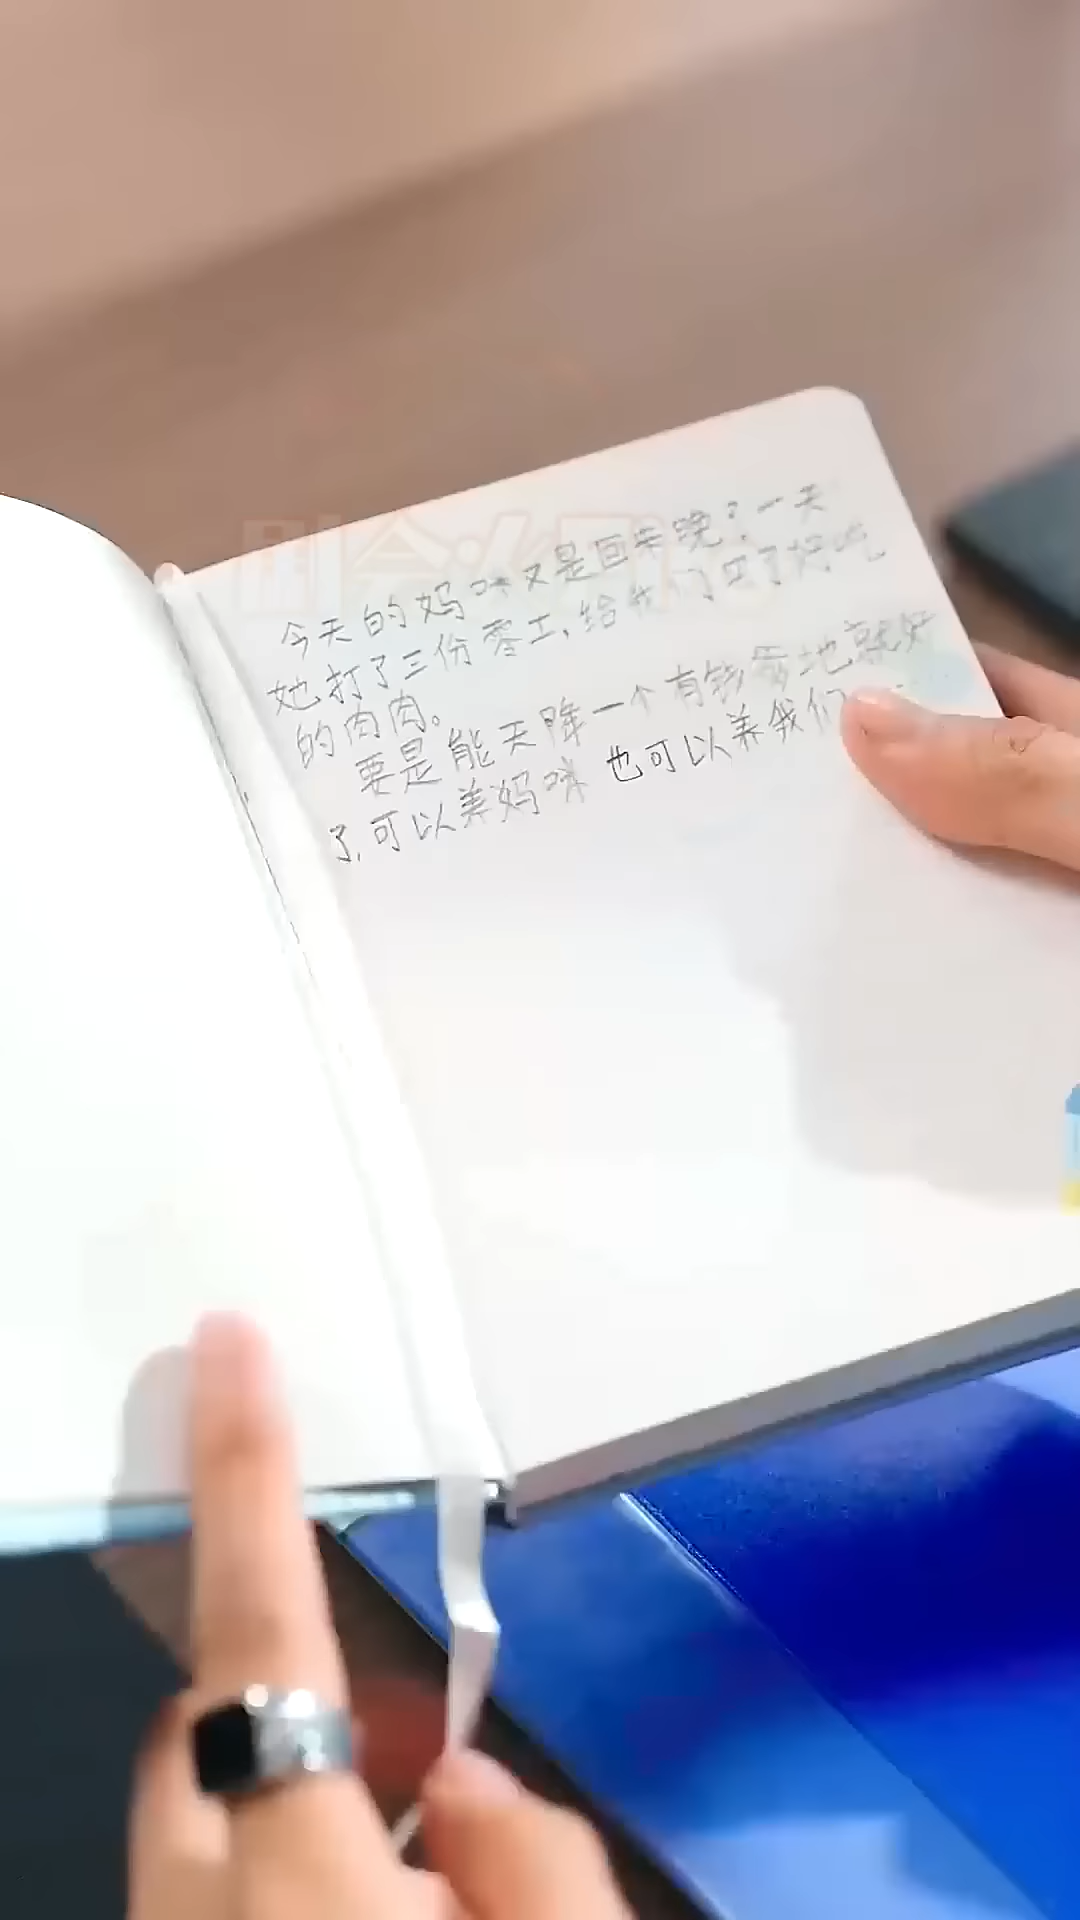 今天的妈咪又是回来晚?一天
她打了三份零工,给我们买了好吃
的肉肉。
要是能天降一个有钱爹地就好
了,可以养妈咪 也可以养我们